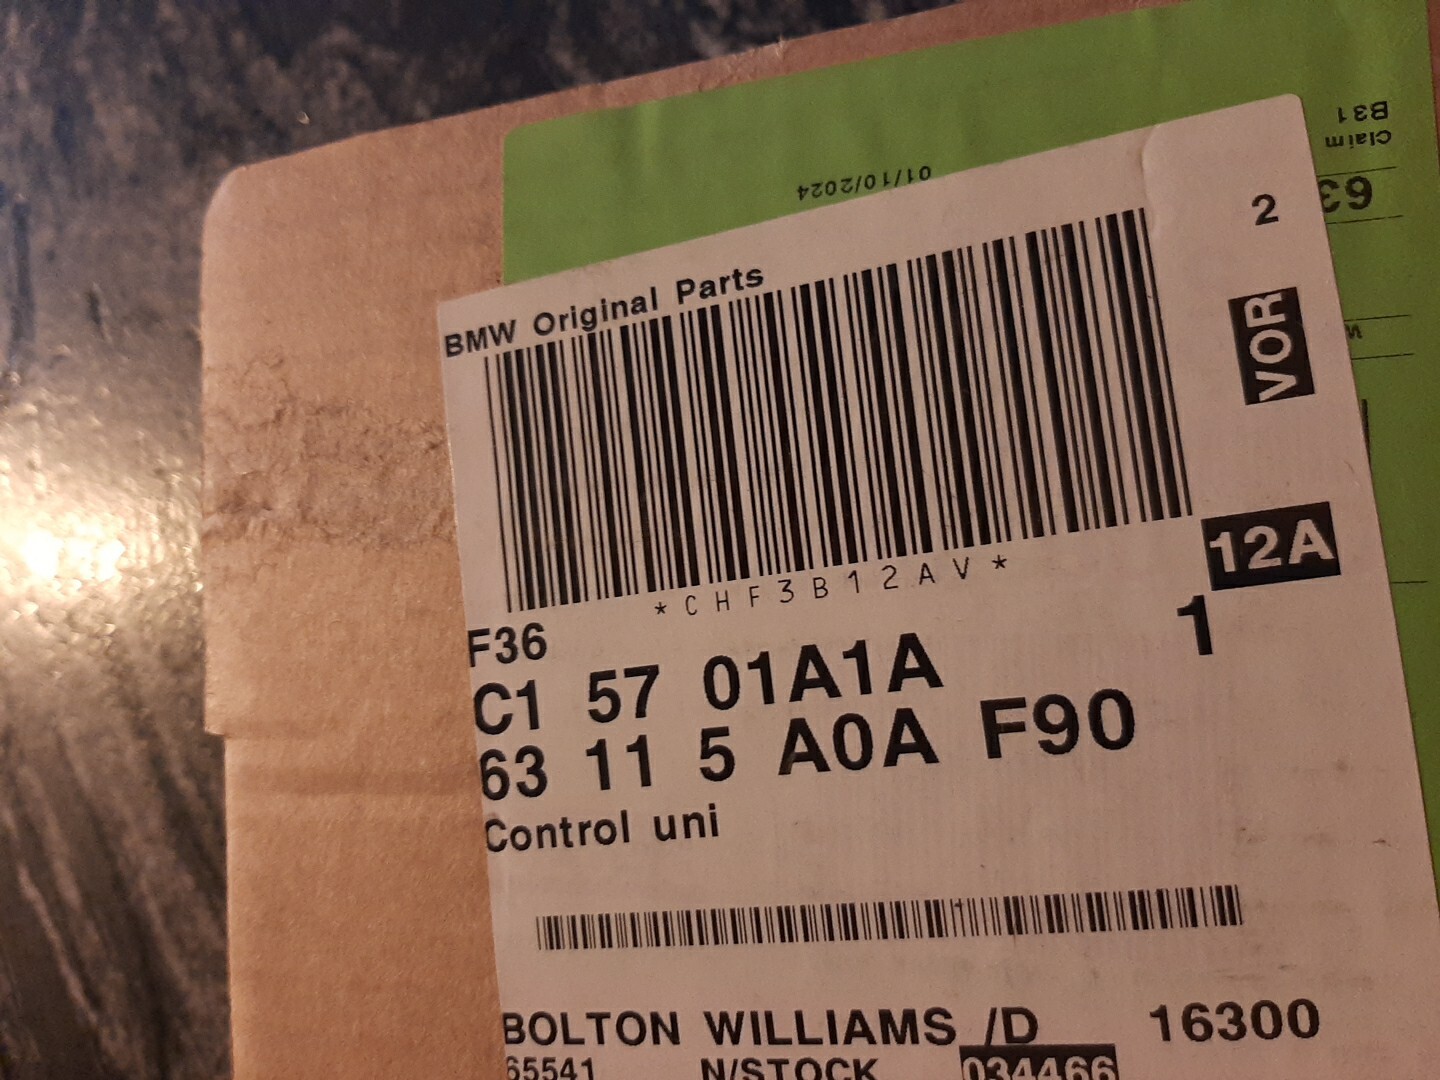 B31
Claim
63
01/10/2024
2
BMW Original Parts
VOR
*CHF3B12AV*
12A
F36
1
C1 57 01A1A
63 11 5 A0A F90
Control uni
BOLTON WILLIAMS /D 16300
65541 N/STOCK 034466